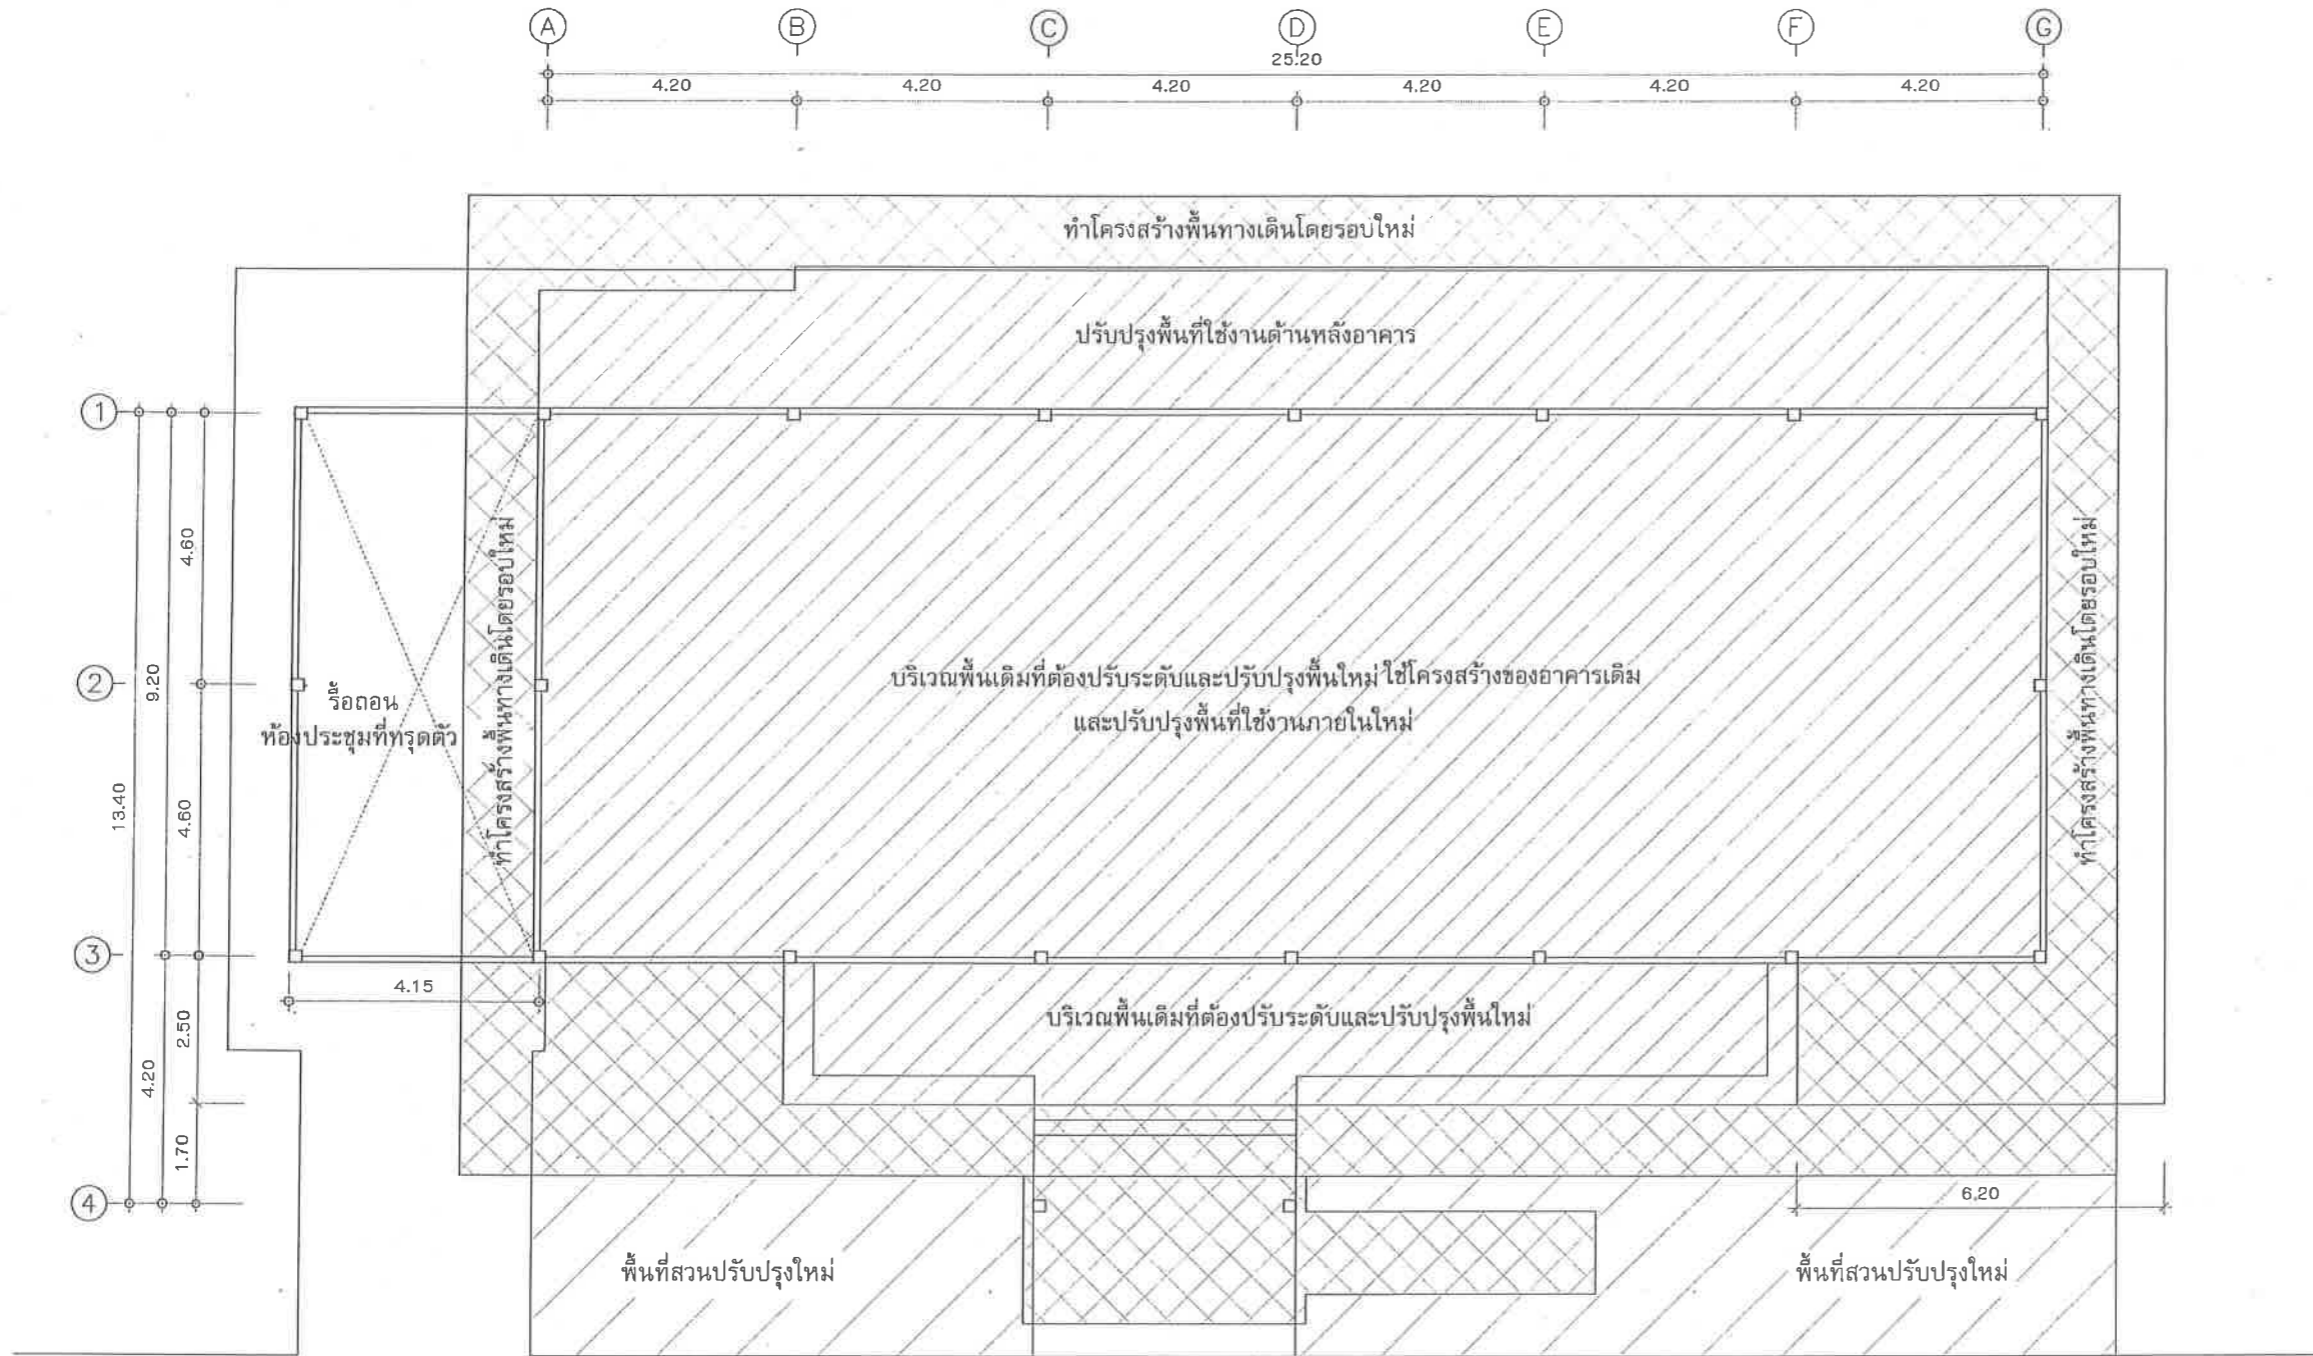 A B C D E F G
25.20
4.20 4.20 4.20 4.20 4.20 4.20
ทำโครงสร้างพื้นทางเดินโดยรอบใหม่
ปรับปรุงพื้นที่ใช้งานด้านหลังอาคาร
1
4.60
ทำโครงสร้างพื้นทางเดินโดยรอบใหม่
ทำโครงสร้างพื้นทางเดินโดยรอบใหม่
2
9.20
รื้อถอน
ห้องประชุมที่ทรุดตัว
บริเวณพื้นเดิมที่ต้องปรับระดับและปรับปรุงพื้นใหม่ ใช้โครงสร้างของอาคารเดิม
และปรับปรุงพื้นที่ใช้งานภายในใหม่
13.40
4.60
3
4.15
2.50
บริเวณพื้นเดิมที่ต้องปรับระดับและปรับปรุงพื้นใหม่
4.20
1.70
4
6.20
พื้นที่สวนปรับปรุงใหม่
พื้นที่สวนปรับปรุงใหม่